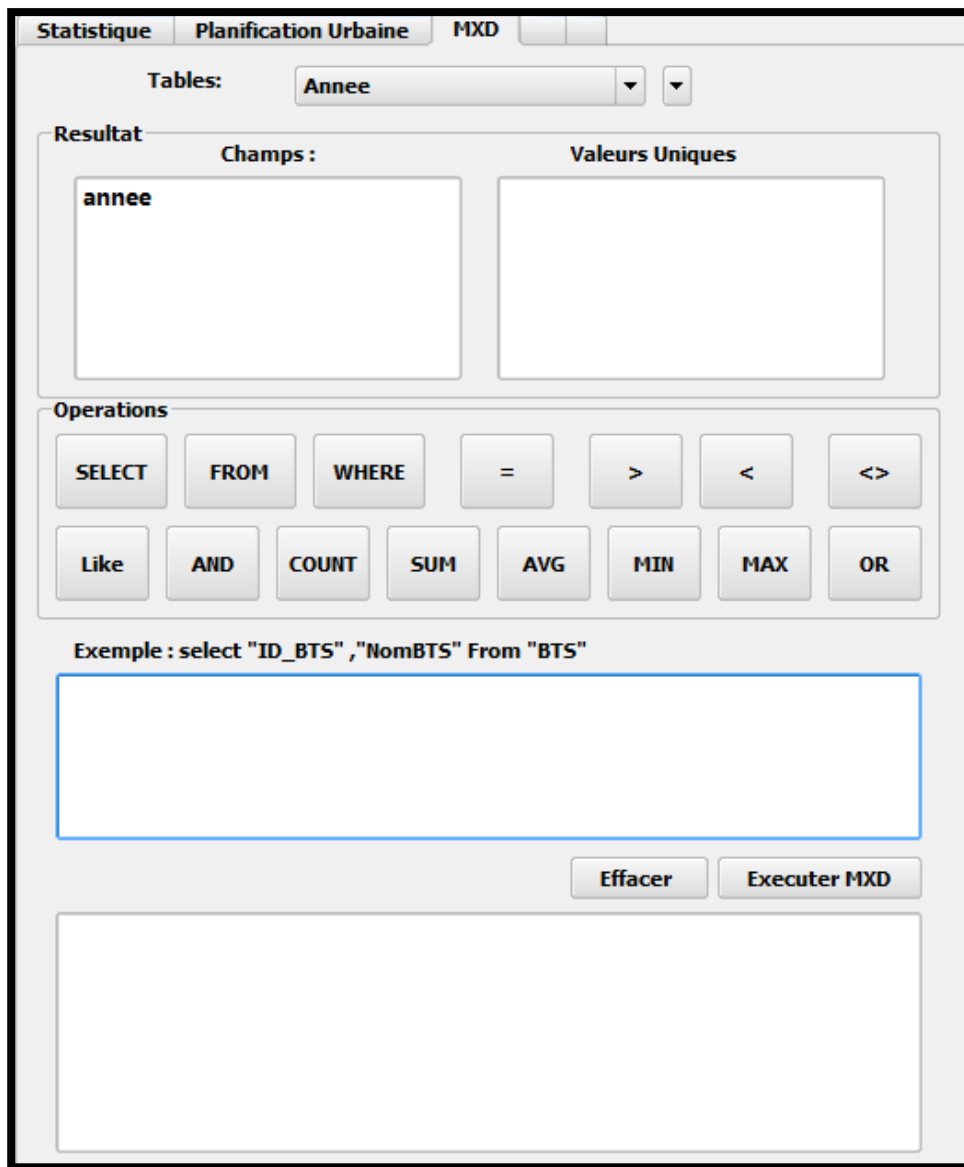 Statistique Planification Urbaine MXD
Tables: Annee
Resultat
Champs : Valeurs Uniques
annee
Operations
SELECT FROM WHERE = > < <>
Like AND COUNT SUM AVG MIN MAX OR
Exemple : select "ID_BTS" ,"NomBTS" From "BTS"
Effacer Executer MXD